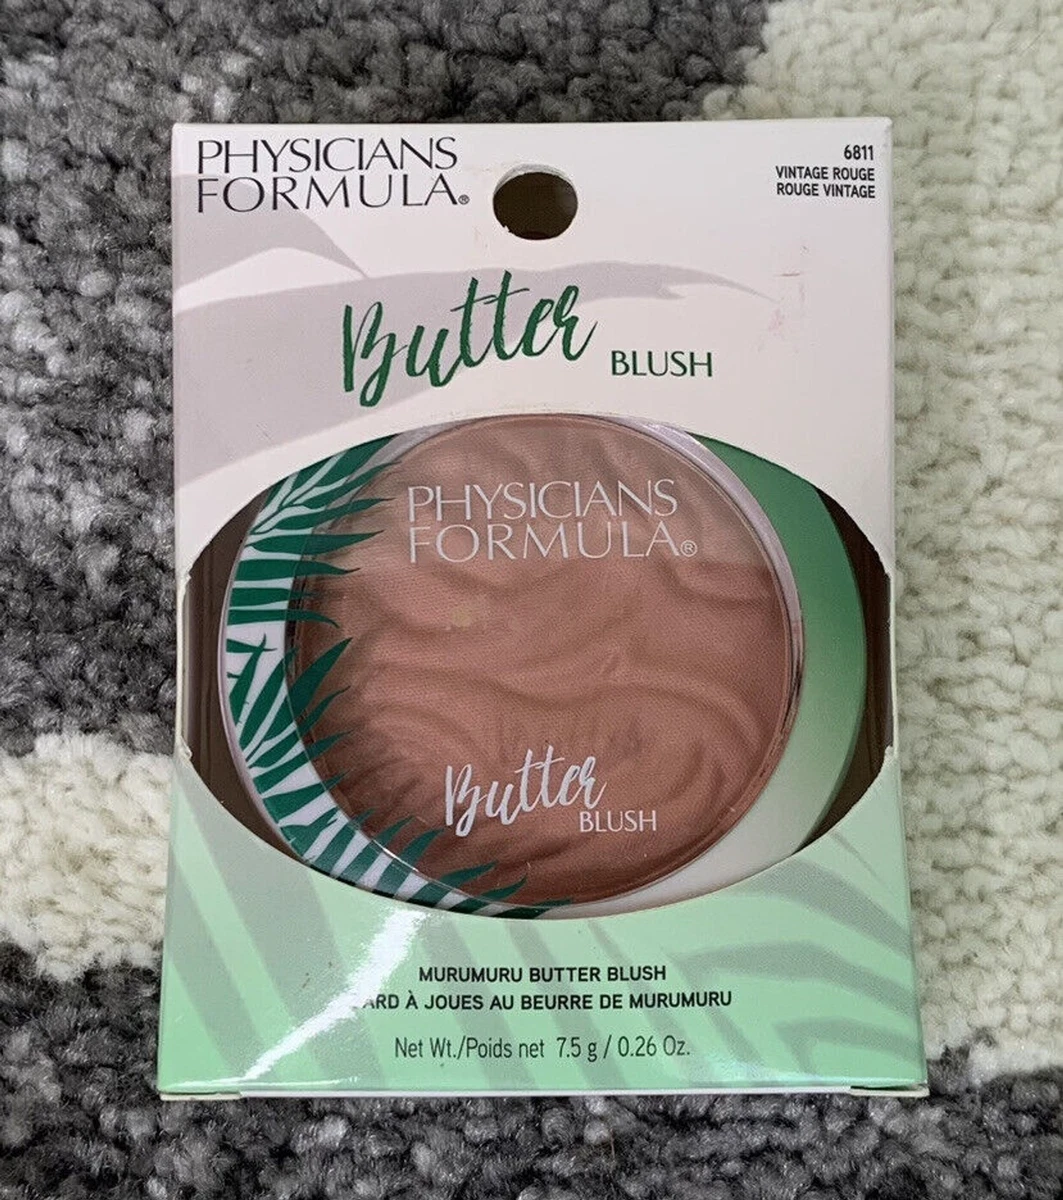 PHYSICIANS
FORMULA®
6811
VINTAGE ROUGE
ROUGE VINTAGE
Butter BLUSH
PHYSICIANS
FORMULA®
Butter
BLUSH
MURUMURU BUTTER BLUSH
ARD À JOUES AU BEURRE DE MURUMURU
Net Wt./Poids net 7.5 g / 0.26 Oz.